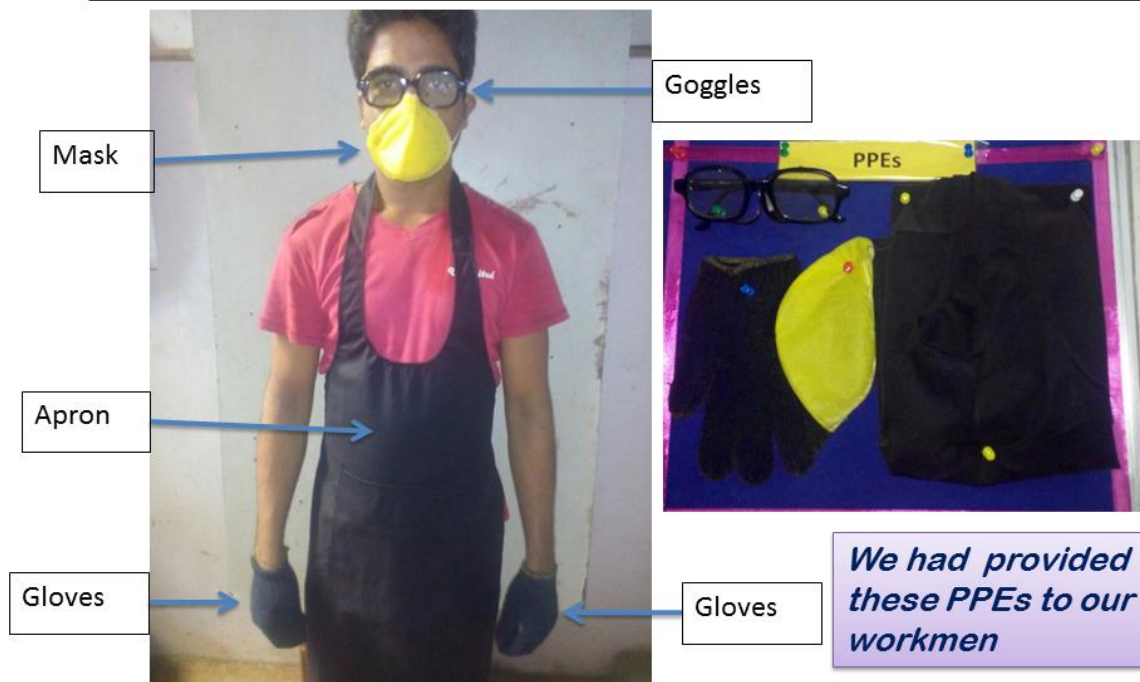 Goggles
Mask
PPEs
Apron
Gloves
Gloves
We had provided
these PPEs to our
workmen